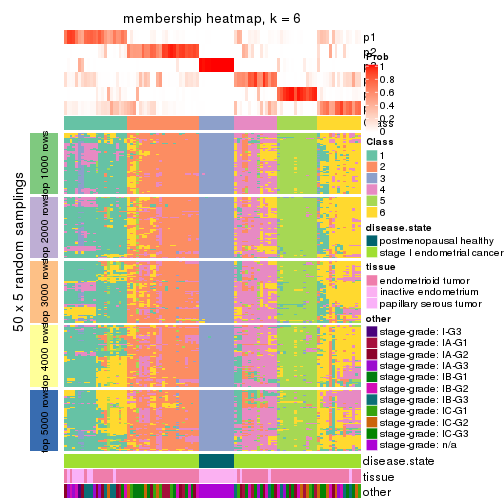 membership heatmap, k = 6
p1
p2
Prob
1
0.8
0.6
0.4
0.2
0
50 x 5 random samplings
top 1000 rows
top 2000 rows
top 3000 rows
top 4000 rows
top 5000 rows
Class
1
2
3
4
5
6
disease.state
postmenopausal healthy
stage I endometrial cancer
tissue
endometrioid tumor
inactive endometrium
papillary serous tumor
other
stage-grade: I-G3
stage-grade: IA-G1
stage-grade: IA-G2
stage-grade: IA-G3
stage-grade: IB-G1
stage-grade: IB-G2
stage-grade: IB-G3
stage-grade: IC-G1
stage-grade: IC-G2
stage-grade: IC-G3
stage-grade: n/a
disease.state
tissue
other